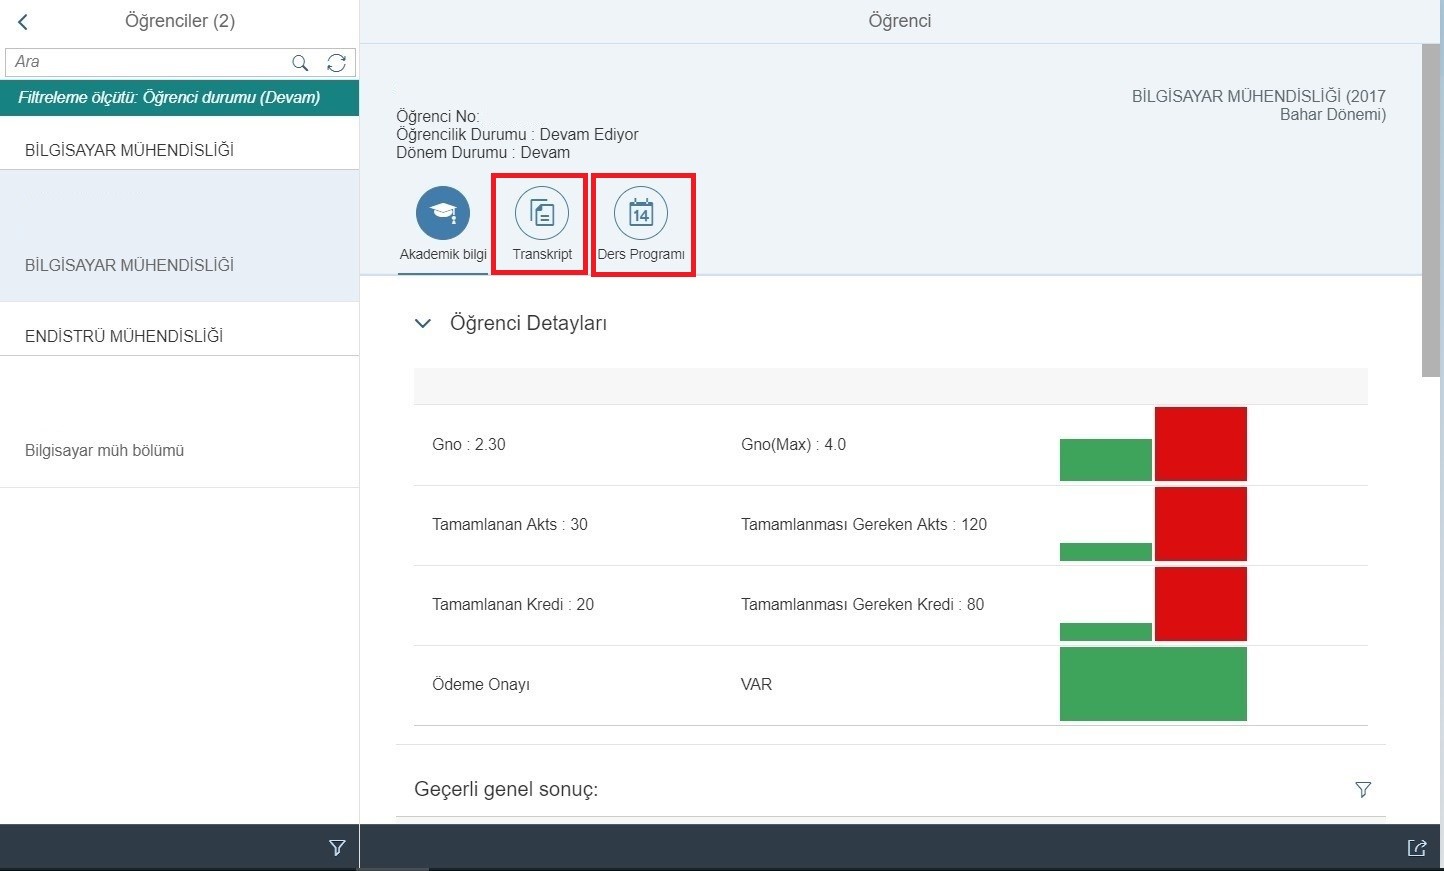 Öğrenciler (2)
Ara
Filtreleme ölçütü: Öğrenci durumu (Devam)
BİLGİSAYAR MÜHENDİSLİĞİ
BİLGİSAYAR MÜHENDİSLİĞİ
ENDİSTRÜ MÜHENDİSLİĞİ
Bilgisayar müh bölümü
Öğrenci
BİLGİSAYAR MÜHENDİSLİĞİ (2017
Bahar Dönemi)
Öğrenci No:
Öğrencilik Durumu : Devam Ediyor
Dönem Durumu : Devam
14
Akademik bilgi Transkript Ders Programı
Öğrenci Detayları
Gno : 2.30 Gno(Max) : 4.0
Tamamlanan Akts : 30 Tamamlanması Gereken Akts : 120
Tamamlanan Kredi : 20 Tamamlanması Gereken Kredi : 80
Ödeme Onayı VAR
Geçerli genel sonuç: